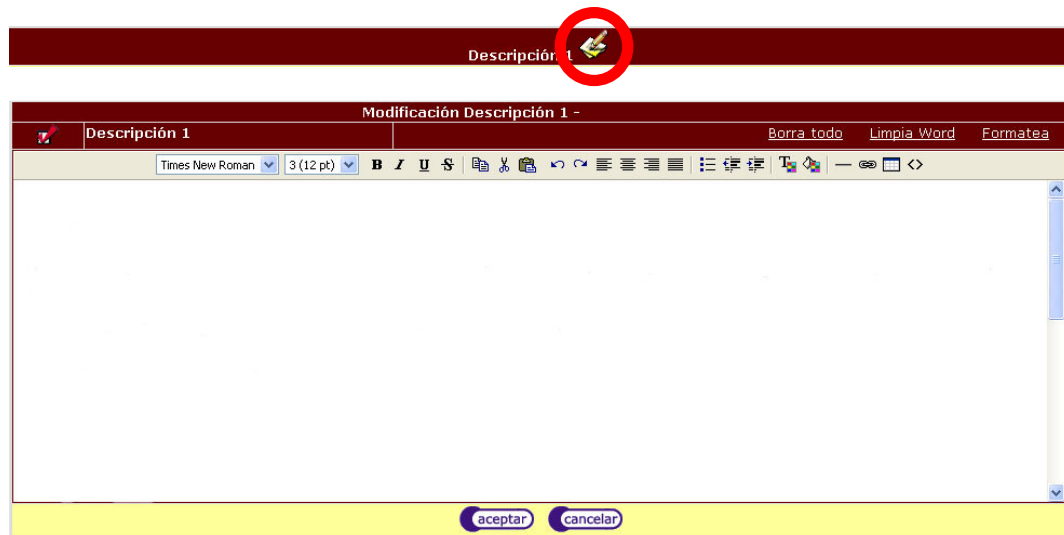 Descripción 1
Modificación Descripción 1 -
Descripción 1 Borra todo Limpia Word Formatea
Times New Roman 3 (12 pt) B I U S T <>
aceptar cancelar